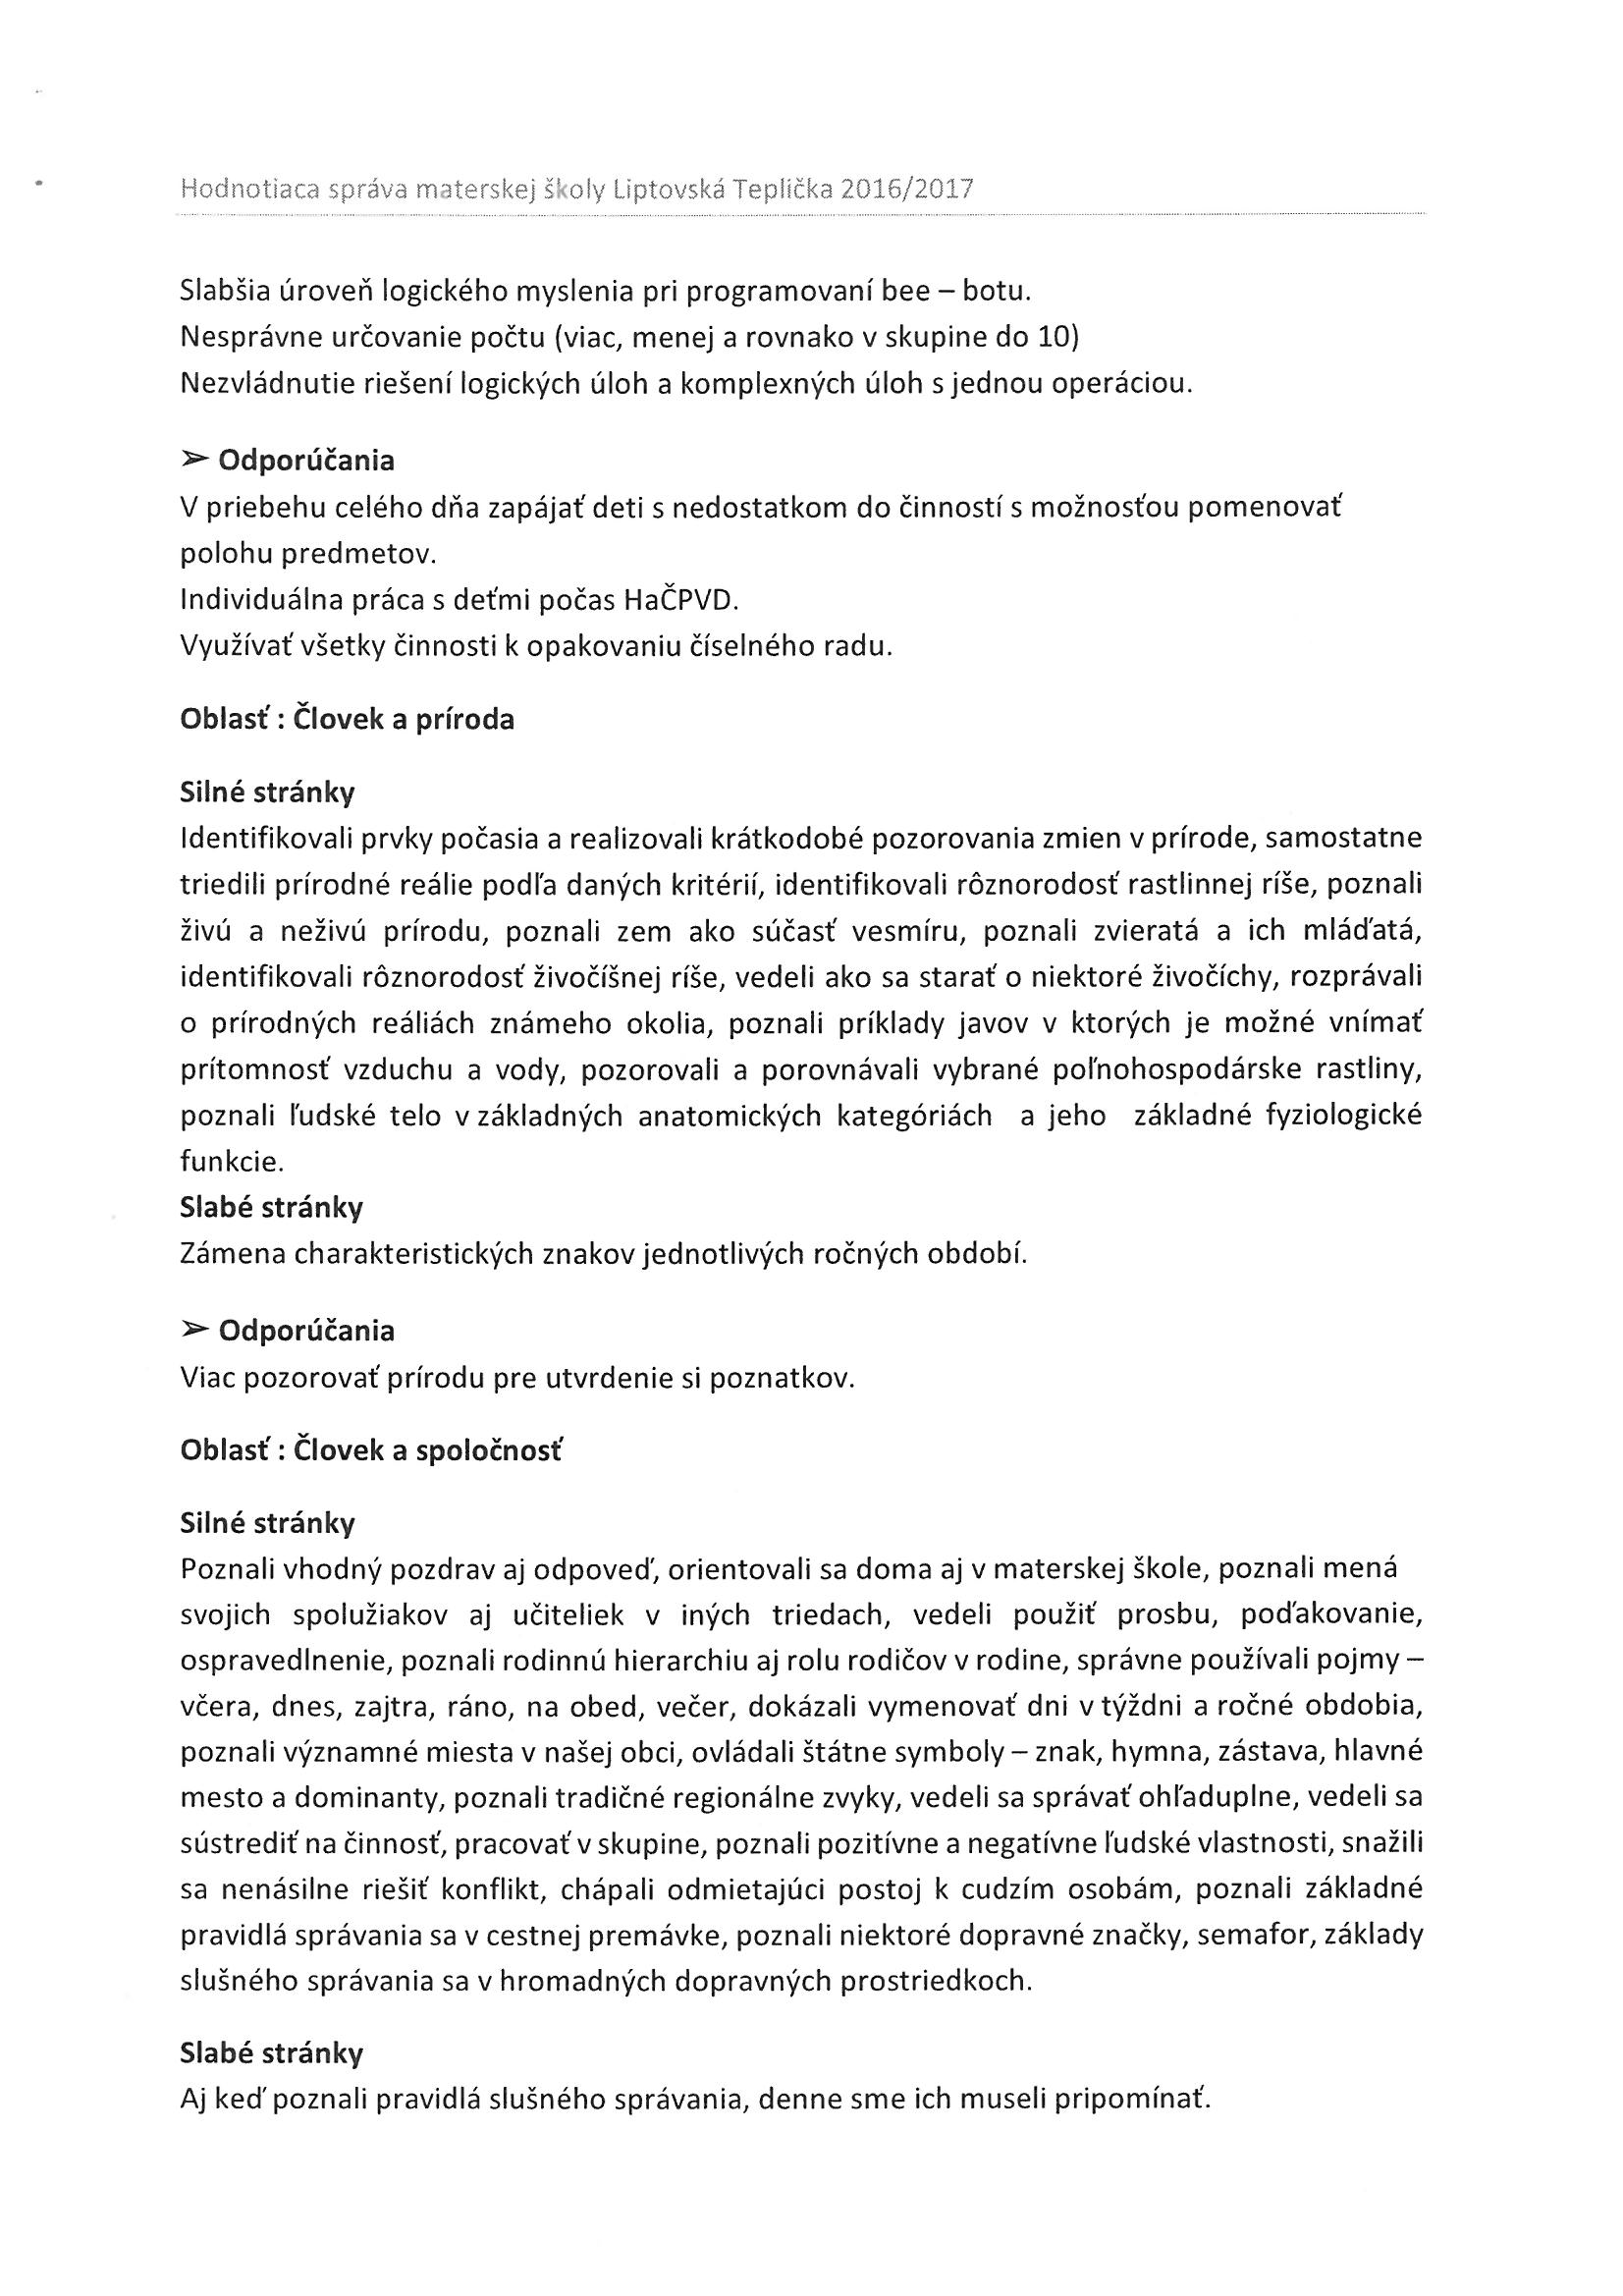 Hodnotiaca správa materskej školy Liptovská Teplička 2016/2017
Slabšia úroveň logického myslenia pri programovaní bee – botu.
Nesprávne určovanie počtu (viac, menej a rovnako v skupine do 10)
Nezvládnutie riešení logických úloh a komplexných úloh s jednou operáciou.
➢ Odporúčania
V priebehu celého dňa zapájať deti s nedostatkom do činností s možnosťou pomenovať
polohu predmetov.
Individuálna práca s deťmi počas HaČPVD.
Využívať všetky činnosti k opakovaniu číselného radu.
Oblasť : Človek a príroda
Silné stránky
Identifikovali prvky počasia a realizovali krátkodobé pozorovania zmien v prírode, samostatne
triedili prírodné reálie podľa daných kritérií, identifikovali rôznorodosť rastlinnej ríše, poznali
živú a neživú prírodu, poznali zem ako súčasť vesmíru, poznali zvieratá a ich mláďatá,
identifikovali rôznorodosť živočíšnej ríše, vedeli ako sa starať o niektoré živočíchy, rozprávali
o prírodných reáliách známeho okolia, poznali príklady javov v ktorých je možné vnímať
prítomnosť vzduchu a vody, pozorovali a porovnávali vybrané poľnohospodárske rastliny,
poznali ľudské telo v základných anatomických kategóriách a jeho základné fyziologické
funkcie.
Slabé stránky
Zámena charakteristických znakov jednotlivých ročných období.
➢ Odporúčania
Viac pozorovať prírodu pre utvrdenie si poznatkov.
Oblasť : Človek a spoločnosť
Silné stránky
Poznali vhodný pozdrav aj odpoveď, orientovali sa doma aj v materskej škole, poznali mená
svojich spolužiakov aj učiteliek v iných triedach, vedeli použiť prosbu, poďakovanie,
ospravedlnenie, poznali rodinnú hierarchiu aj rolu rodičov v rodine, správne používali pojmy –
včera, dnes, zajtra, ráno, na obed, večer, dokázali vymenovať dni v týždni a ročné obdobia,
poznali významné miesta v našej obci, ovládali štátne symboly – znak, hymna, zástava, hlavné
mesto a dominanty, poznali tradičné regionálne zvyky, vedeli sa správať ohľaduplne, vedeli sa
sústrediť na činnosť, pracovať v skupine, poznali pozitívne a negatívne ľudské vlastnosti, snažili
sa nenásilne riešiť konflikt, chápali odmietajúci postoj k cudzím osobám, poznali základné
pravidlá správania sa v cestnej premávke, poznali niektoré dopravné značky, semafor, základy
slušného správania sa v hromadných dopravných prostriedkoch.
Slabé stránky
Aj keď poznali pravidlá slušného správania, denne sme ich museli pripomínať.